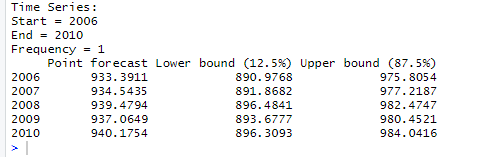 Time Series:
Start = 2006
End = 2010
Frequency = 1
     Point forecast Lower bound (12.5%) Upper bound (87.5%)
2006       933.3911            890.9768            975.8054
2007       934.5435            891.8682            977.2187
2008       939.4794            896.4841            982.4747
2009       937.0649            893.6777            980.4521
2010       940.1754            896.3093            984.0416
>